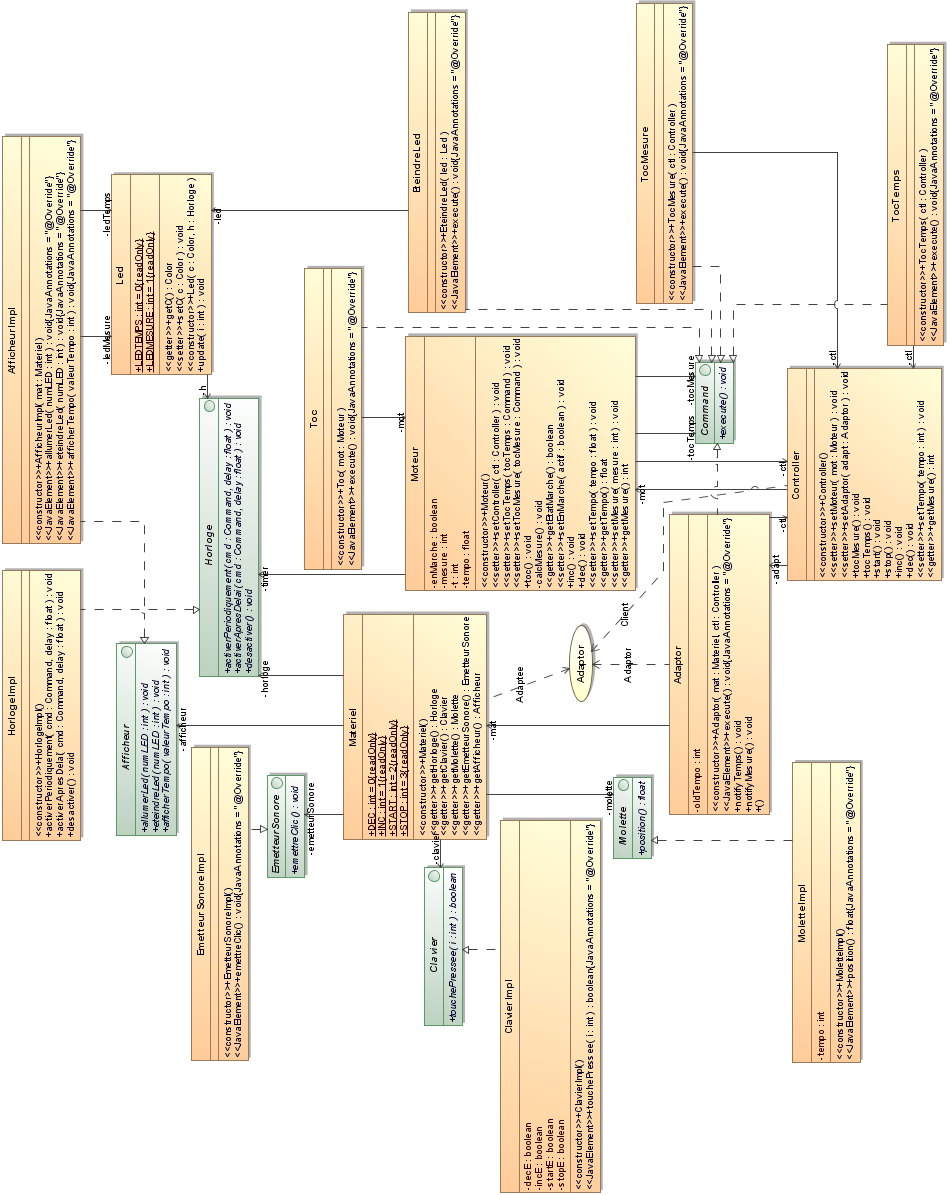 AfficheurImpl
<<constructor>>+AfficheurImpl( mat : Materiel )
<<JavaElement>>+allumerLed( numLED : int ) : void{JavaAnnotations = "@Override"}
<<JavaElement>>+eteindreLed( numLED : int ) : void{JavaAnnotations = "@Override"}
<<JavaElement>>+afficherTempo( valeurTempo : int ) : void{JavaAnnotations = "@Override"}
-ledMesure
-ledTemps
Led
+LEDTEMPS : int = 0{readOnly}
+LEDMESURE : int = 1{readOnly}
<<getter>>+getC() : Color
<<setter>>+setC( c : Color ) : void
<<constructor>>+Led( c : Color, h : Horloge )
+update( i : int ) : void
-h
-led
EteindreLed
<<constructor>>+EteindreLed( led : Led )
<<JavaElement>>+execute() : void{JavaAnnotations = "@Override"}
TocMesure
<<constructor>>+TocMesure( ctl : Controller )
<<JavaElement>>+execute() : void{JavaAnnotations = "@Override"}
TocTemps
<<constructor>>+TocTemps( ctl : Controller )
<<JavaElement>>+execute() : void{JavaAnnotations = "@Override"}
HorlogeImpl
<<constructor>>+HorlogeImpl()
+activerPeriodiquement( cmd : Command, delay : float ) : void
+activerApresDelai( cmd : Command, delay : float ) : void
+desactiver() : void
Horloge
+activerPeriodiquement( cmd : Command, delay : float ) : void
+activerApresDelai( cmd : Command, delay : float ) : void
+desactiver() : void
-horloge
-timer
Toc
<<constructor>>+Toc( mot : Moteur )
<<JavaElement>>+execute() : void{JavaAnnotations = "@Override"}
-mot
Moteur
-enMarche : boolean
-mesure : int
-t : int
-tempo : float
<<constructor>>+Moteur()
<<setter>>+setController( ctl : Controller ) : void
<<setter>>+setTocTemps( tocTemps : Command ) : void
<<setter>>+setTocMesure( tocMesure : Command ) : void
+toc() : void
-calcMesure() : void
<<getter>>+getEtatMarche() : boolean
<<setter>>+setEnMarche( actif : boolean ) : void
+inc() : void
+dec() : void
<<setter>>+setTempo( tempo : float ) : void
<<getter>>+getTempo() : float
<<setter>>+setMesure( mesure : int ) : void
<<getter>>+getMesure() : int
-mot
-tocTemps
-tocMesure
Command
+execute() : void
-ctl
-ctl
-ctl
-ctl
-adapt
Controller
<<constructor>>+Controller()
<<setter>>+setMoteur( mot : Moteur ) : void
<<setter>>+setAdaptor( adapt : Adaptor ) : void
+tocMesure() : void
+tocTemps() : void
+start() : void
+stop() : void
+inc() : void
+dec() : void
<<setter>>+setTempo( tempo : int ) : void
<<getter>>+getMesure() : int
Afficheur
+allumerLed( numLED : int ) : void
+eteindreLed( numLED : int ) : void
+afficherTempo( valeurTempo : int ) : void
-afficheur
Materiel
+DEC : int = 0{readOnly}
+INC : int = 1{readOnly}
+START : int = 2{readOnly}
+STOP : int = 3{readOnly}
<<constructor>>+Materiel()
<<getter>>+getHorloge() : Horloge
<<getter>>+getClavier() : Clavier
<<getter>>+getMolette() : Molette
<<getter>>+getEmetteurSonore() : EmetteurSonore
<<getter>>+getAfficheur() : Afficheur
-mat
Adaptee
Adaptor
Client
Adaptor
Adaptor
-oldTempo : int
<<constructor>>+Adaptor( mat : Materiel, ctl : Controller )
<<JavaElement>>+execute() : void{JavaAnnotations = "@Override"}
+notifyTemps() : void
+notifyMesure() : void
+()
EmetteurSonoreImpl
<<constructor>>+EmetteurSonoreImpl()
<<JavaElement>>+emettreClic() : void{JavaAnnotations = "@Override"}
EmetteurSonore
+emettreClic() : void
-emetteurSonore
-clavier
Clavier
+touchePressee( i : int ) : boolean
ClavierImpl
-decE : boolean
-incE : boolean
-startE : boolean
-stopE : boolean
<<constructor>>+ClavierImpl()
<<JavaElement>>+touchePressee( i : int ) : boolean{JavaAnnotations = "@Override"}
-molette
Molette
+position() : float
MoletteImpl
-tempo : int
<<constructor>>+MoletteImpl()
<<JavaElement>>+position() : float{JavaAnnotations = "@Override"}